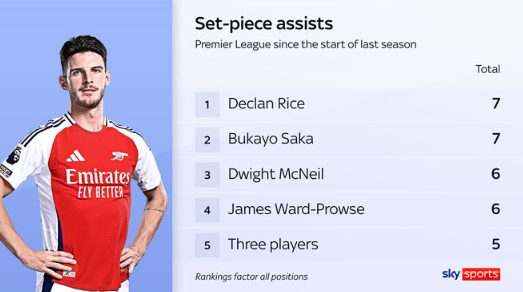 Set-piece assists
Premier League since the start of last season
Total
1 Declan Rice 7
2 Bukayo Saka 7
3 Dwight McNeil 6
4 James Ward-Prowse 6
5 Three players 5
Rankings factor all positions
sky sports
Emirates
FLY BETTER